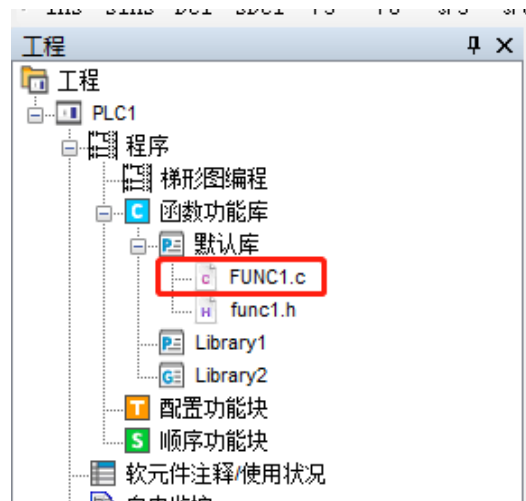 工程
工程
PLC1
程序
梯形图编程
C 函数功能库
P 默认库
c FUNC1.c
H func1.h
P Library1
G Library2
T 配置功能块
S 顺序功能块
软元件注释/使用状况